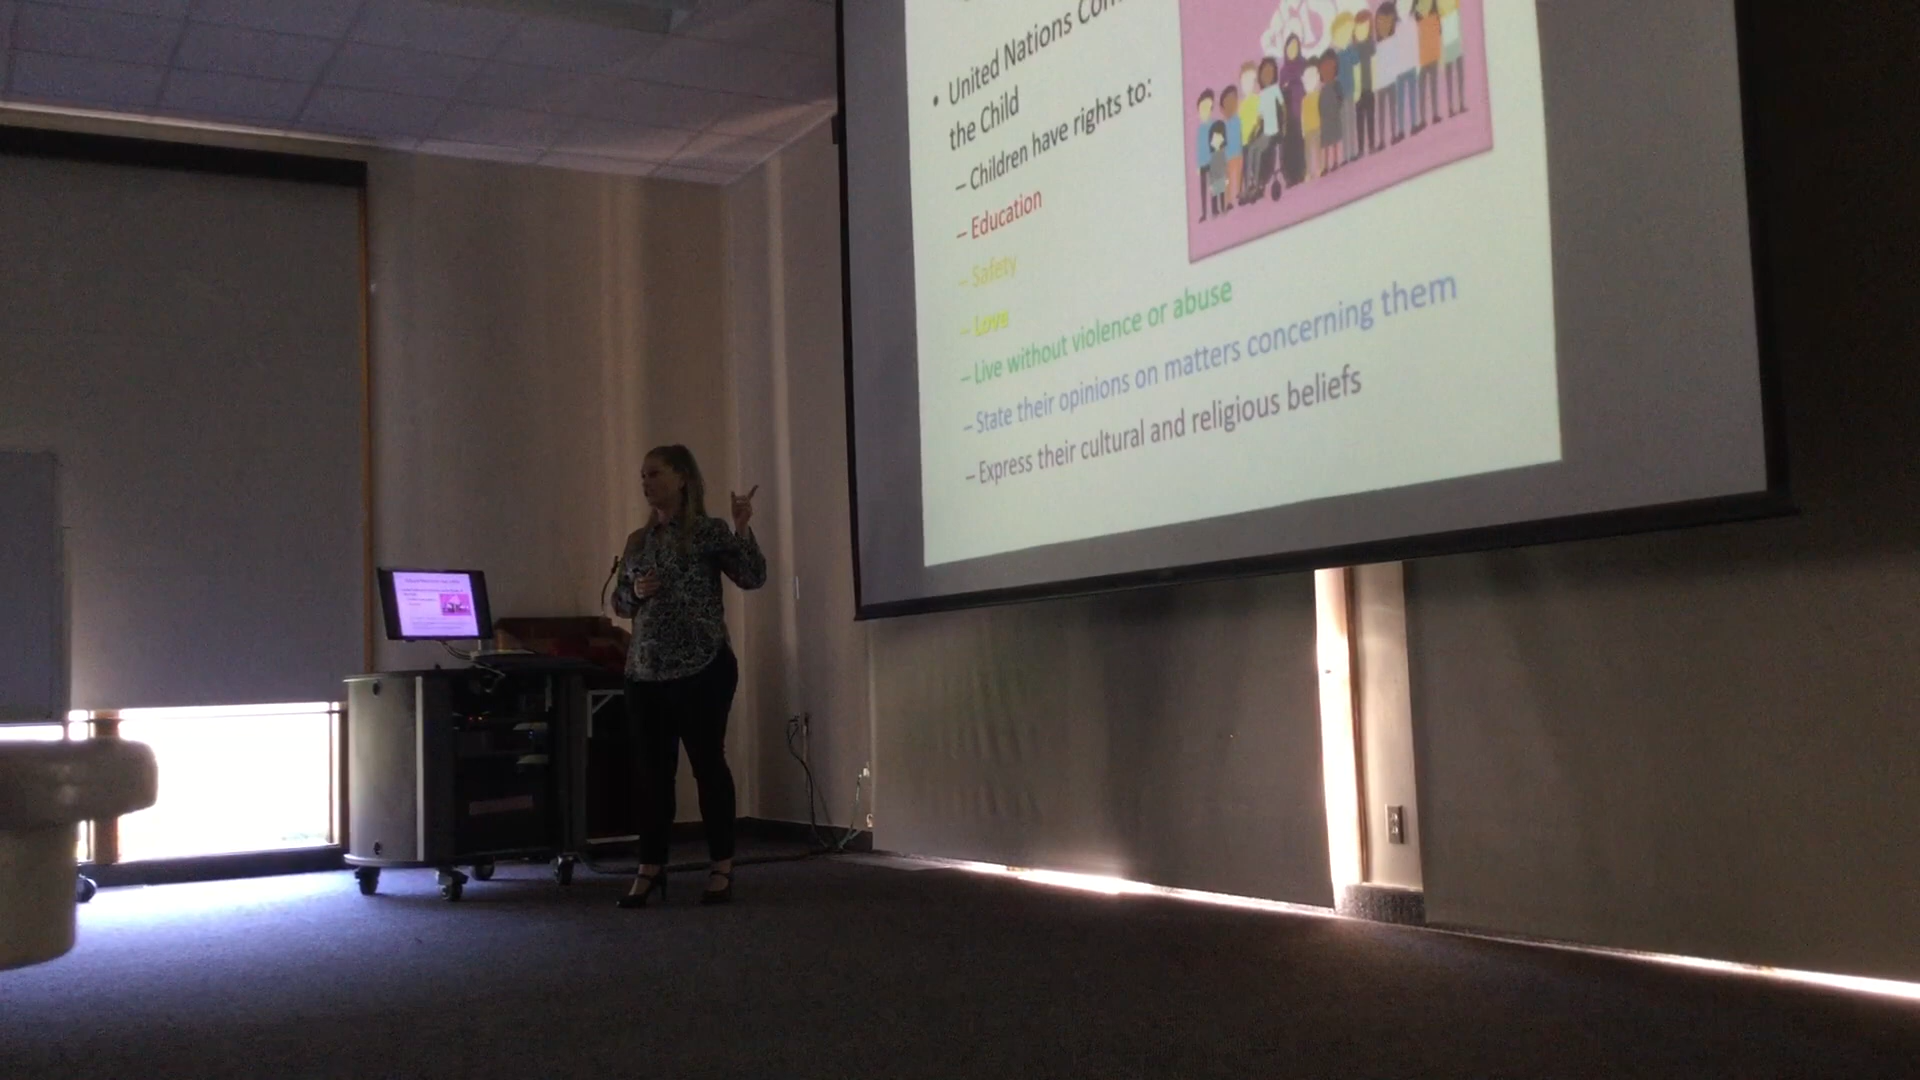 • United Nations Con
the Child
– Children have rights to:
– Education
– Safety
– Love
– Live without violence or abuse
– State their opinions on matters concerning them
– Express their cultural and religious beliefs